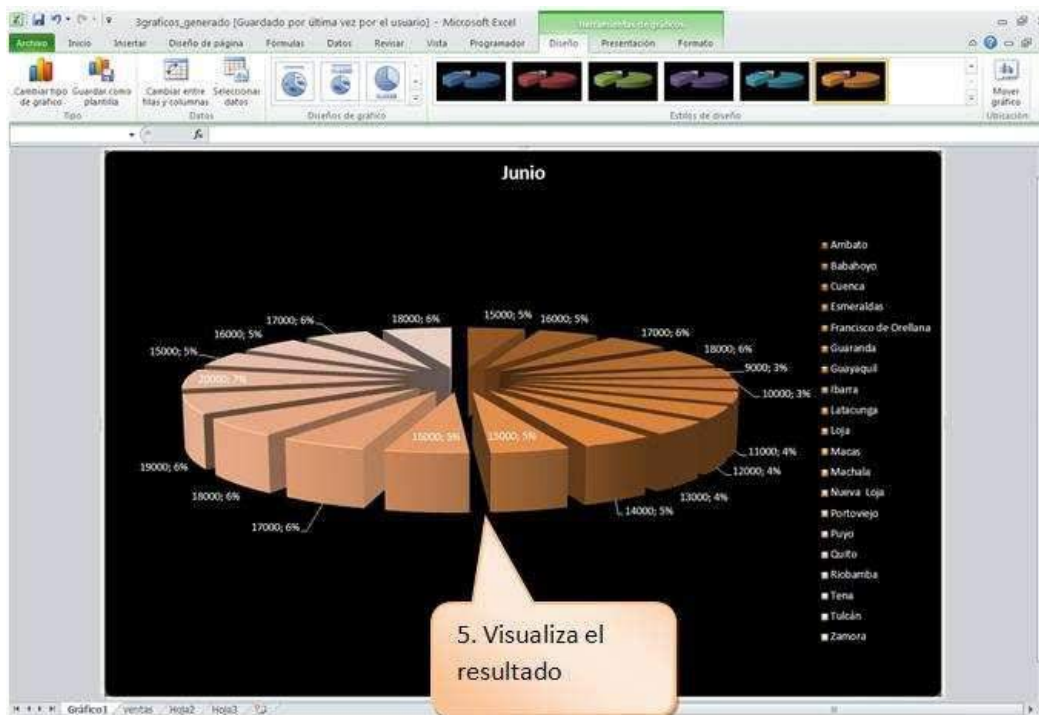 3graficos_generado [Guardado por última vez por el usuario] - Microsoft Excel
Herramientas de gráficos
Archivo Inicio Insertar Diseño de página Fórmulas Datos Revisar Vista Programador Diseño Presentación Formato
Cambiar tipo de gráfico
Guardar como plantilla
Cambiar entre filas y columnas
Seleccionar datos
Mover gráfico
Tipo Datos Diseños de gráfico Estilos de diseño Ubicación
fx
Junio
18000; 6%
15000; 5%
17000; 6%
16000; 5%
16000; 5%
17000; 6%
15000; 5%
18000; 6%
20000; 7%
9000; 3%
10000; 3%
16000; 5%
15000; 5%
11000; 4%
19000; 6%
12000; 4%
18000; 6%
13000; 4%
14000; 5%
17000; 6%
Ambato
Babahoyo
Cuenca
Esmeraldas
Francisco de Orellana
Guaranda
Guayaquil
Ibarra
Latacunga
Loja
Macas
Machala
Nueva Loja
Portoviejo
Puyo
Quito
Riobamba
Tena
Tulcán
Zamora
5. Visualiza el
resultado
Gráfico1 ventas Hoja2 Hoja3